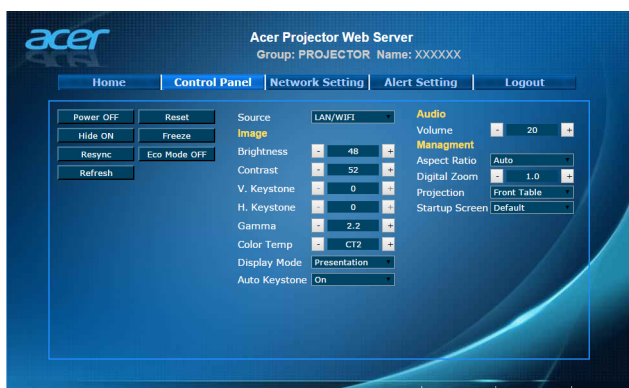 acer
Acer Projector Web Server
Group: PROJECTOR Name: XXXXXX
Home Control Panel Network Setting Alert Setting Logout
Power OFF Reset
Hide ON Freeze
Resync Eco Mode OFF
Refresh
Source LAN/WIFI
Image
Brightness - 48 +
Contrast - 52 +
V. Keystone - 0 +
H. Keystone - 0 +
Gamma - 2.2 +
Color Temp - CT2 +
Display Mode Presentation
Auto Keystone On
Audio
Volume - 20 +
Managment
Aspect Ratio Auto
Digital Zoom - 1.0 +
Projection Front Table
Startup Screen Default